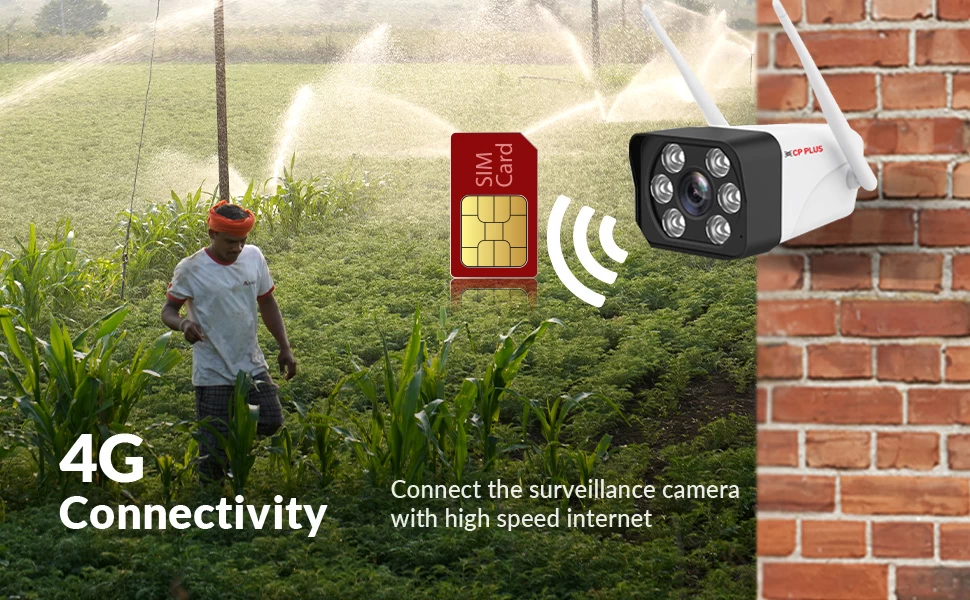 SIM
Card
CP PLUS
4G
Connectivity
Connect the surveillance camera
with high speed internet